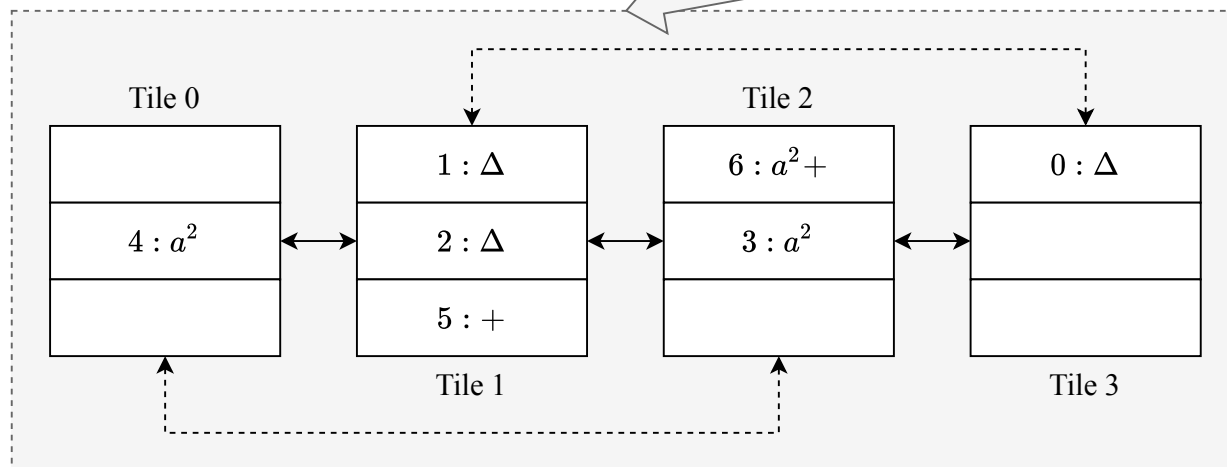 Tile 0
Tile 2
1 : Δ
6 : a²+
0 : Δ
4 : a²
2 : Δ
3 : a²
5 : +
Tile 1
Tile 3